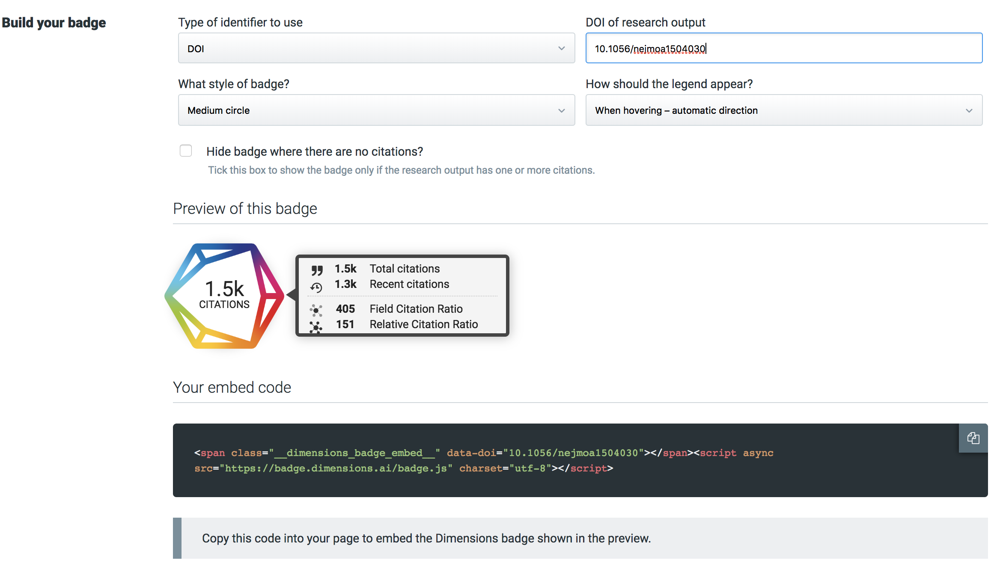 Build your badge
Type of identifier to use
DOI
DOI of research output
10.1056/nejmoa1504030
What style of badge?
Medium circle
How should the legend appear?
When hovering – automatic direction
Hide badge where there are no citations?
Tick this box to show the badge only if the research output has one or more citations.
Preview of this badge
1.5k
CITATIONS
1.5k Total citations
1.3k Recent citations
405 Field Citation Ratio
151 Relative Citation Ratio
Your embed code
<span class="__dimensions_badge_embed__" data-doi="10.1056/nejmoa1504030"></span><script async
src="https://badge.dimensions.ai/badge.js" charset="utf-8"></script>
Copy this code into your page to embed the Dimensions badge shown in the preview.